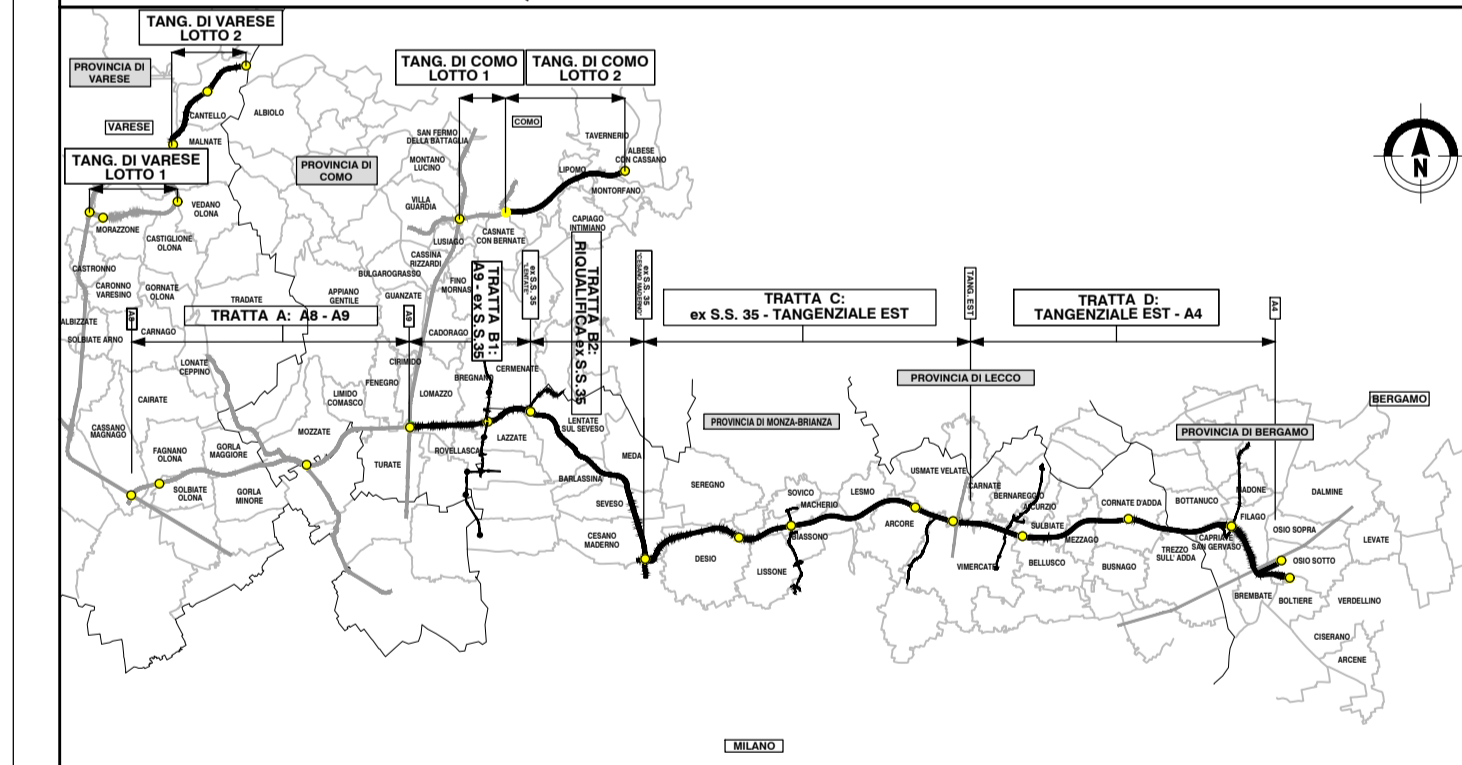 TANG. DI VARESE
LOTTO 2
PROVINCIA DI
VARESE
VARESE
CANTELLO
ALBIOLO
MALNATE
TANG. DI VARESE
LOTTO 1
VEDANO
OLONA
MORAZZONE
CASTIGLIONE
OLONA
PROVINCIA DI
COMO
TANG. DI COMO
LOTTO 1
TANG. DI COMO
LOTTO 2
COMO
SAN FERMO
DELLA BATTAGLIA
MONTANO
LUCINO
VILLA
GUARDIA
TAVERNERIO
ALBESE
CON CASSANO
LIPOMO
MONTORFANO
CAPIAGO
INTIMIANO
LUSIAGO
CASNATE
CON BERNATE
CASSINA
RIZZARDI
BULGAROGRASSO
FINO
MORNAS
CASTRONNO
CARONNO
VARESINO
GORNATE
OLONA
TRADATE
APPIANO
GENTILE
GUANZATE
ALBIZZATE
SOLBIATE ARNO
CARNAGO
A8
TRATTA A: A8 - A9
A9
CADORAGO
TRATTA B1:
A9 - ex S.S.35
ex S.S. 35
"LENTATE"
TRATTA B2:
RIQUALIFICA ex S.S.35
ex S.S. 35
"CESANO MADERNO"
TRATTA C:
ex S.S. 35 - TANGENZIALE EST
TANG. EST
TRATTA D:
TANGENZIALE EST - A4
A4
LONATE
CEPPINO
CIRIMIDO
FENEGRO
LIMIDO
COMASCO
LOMAZZO
BREGNANO
CERMENATE
CAIRATE
CASSANO
MAGNAGO
FAGNANO
OLONA
GORLA
MAGGIORE
MOZZATE
SOLBIATE
OLONA
GORLA
MINORE
TURATE
ROVELLASCA
LAZZATE
LENTATE
SUL SEVESO
MEDA
BARLASSINA
SEVESO
CESANO
MADERNO
PROVINCIA DI MONZA-BRIANZA
PROVINCIA DI LECCO
SEREGNO
DESIO
LISSONE
SOVICO
MACHERIO
BIASSONO
LESMO
ARCORE
USMATE VELATE
CARNATE
BERNAREGGIO
AICURZIO
SULBIATE
MEZZAGO
VIMERCATE
BELLUSCO
CORNATE D'ADDA
BUSNAGO
BOTTANUCO
TREZZO
SULL' ADDA
CAPRIATE
SAN GERVASO
BERGAMO
PROVINCIA DI BERGAMO
MADONE
FILAGO
DALMINE
OSIO SOPRA
OSIO SOTTO
LEVATE
BREMBATE
BOLTIERE
VERDELLINO
CISERANO
ARCENE
MILANO
N